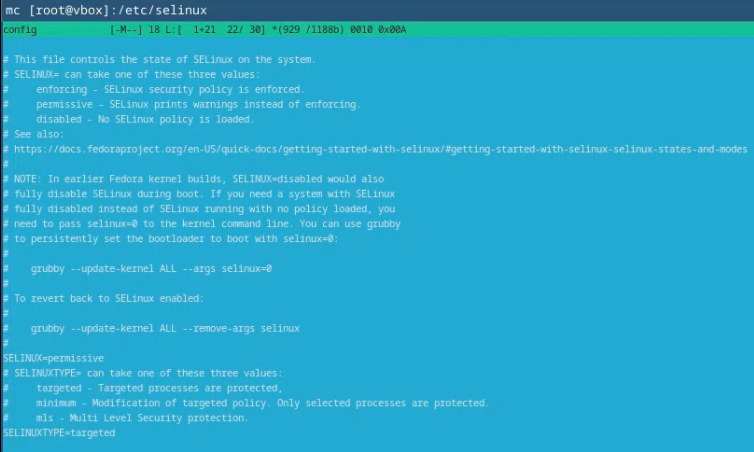 mc [root@vbox]:/etc/selinux
config [-M--] 18 L:[ 1+21 22/ 30] *(929 /1188b) 0010 0x00A
# This file controls the state of SELinux on the system.
# SELINUX= can take one of these three values:
# enforcing - SELinux security policy is enforced.
# permissive - SELinux prints warnings instead of enforcing.
# disabled - No SELinux policy is loaded.
# See also:
# https://docs.fedoraproject.org/en-US/quick-docs/getting-started-with-selinux/#getting-started-with-selinux-selinux-states-and-modes
#
# NOTE: In earlier Fedora kernel builds, SELINUX=disabled would also
# fully disable SELinux during boot. If you need a system with SELinux
# fully disabled instead of SELinux running with no policy loaded, you
# need to pass selinux=0 to the kernel command line. You can use grubby
# to persistently set the bootloader to boot with selinux=0:
#
# grubby --update-kernel ALL --args selinux=0
#
# To revert back to SELinux enabled:
#
# grubby --update-kernel ALL --remove-args selinux
#
SELINUX=permissive
# SELINUXTYPE= can take one of these three values:
# targeted - Targeted processes are protected,
# minimum - Modification of targeted policy. Only selected processes are protected.
# mls - Multi Level Security protection.
SELINUXTYPE=targeted